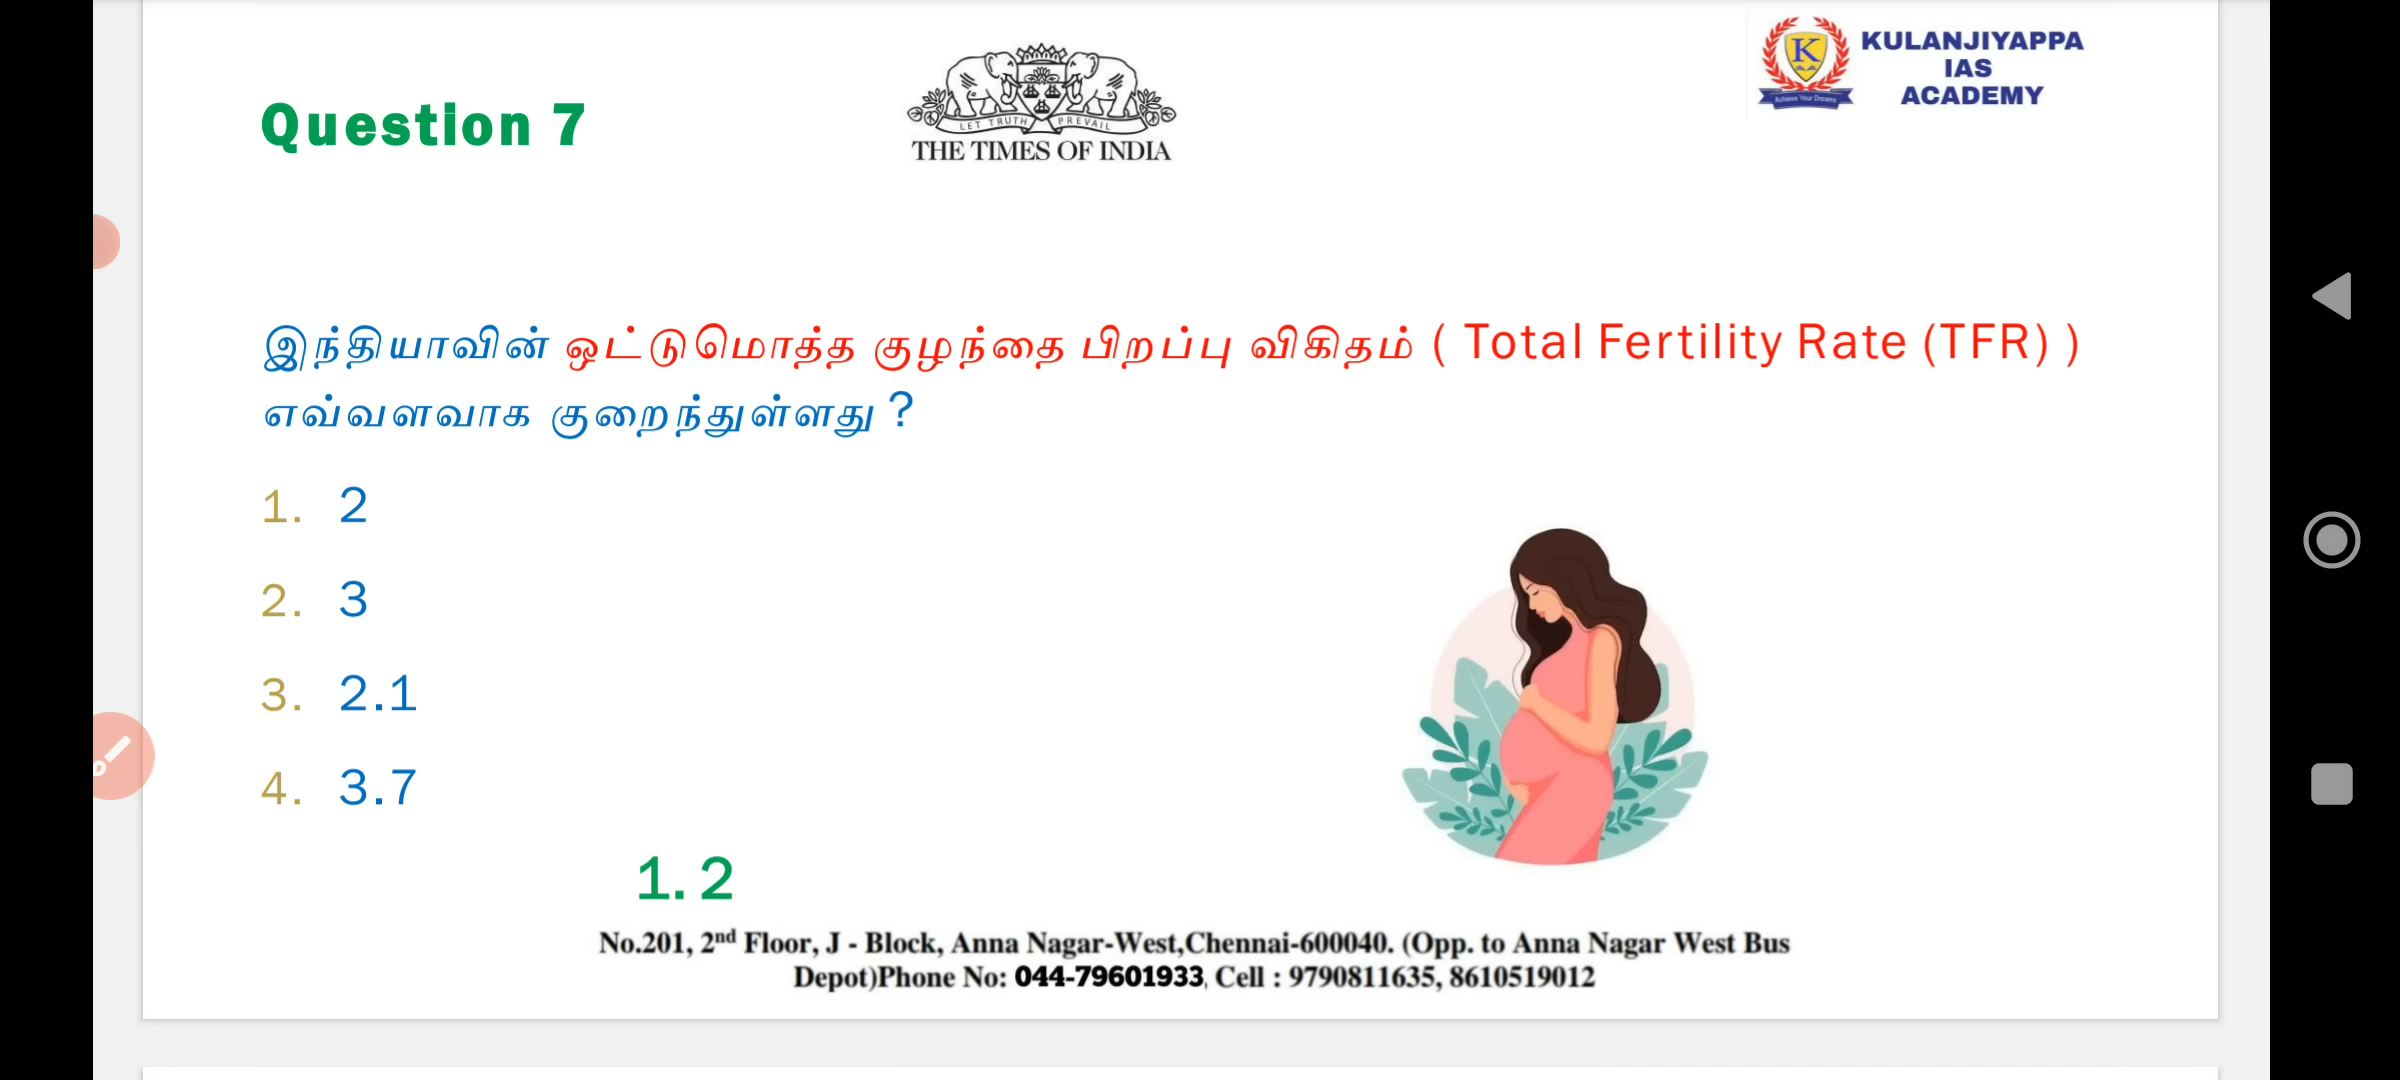 Question 7
LET TRUTH PREVAIL
THE TIMES OF INDIA
K
Achieve Your Dreams
KULANJIYAPPA
IAS
ACADEMY
இந்தியாவின் ஒட்டுமொத்த குழந்தை பிறப்பு விகிதம் ( Total Fertility Rate (TFR) )
எவ்வளவாக குறைந்துள்ளது ?
1. 2
2. 3
3. 2.1
4. 3.7
1. 2
No.201, 2nd Floor, J - Block, Anna Nagar-West,Chennai-600040. (Opp. to Anna Nagar West Bus
Depot)Phone No: 044-79601933, Cell : 9790811635, 8610519012